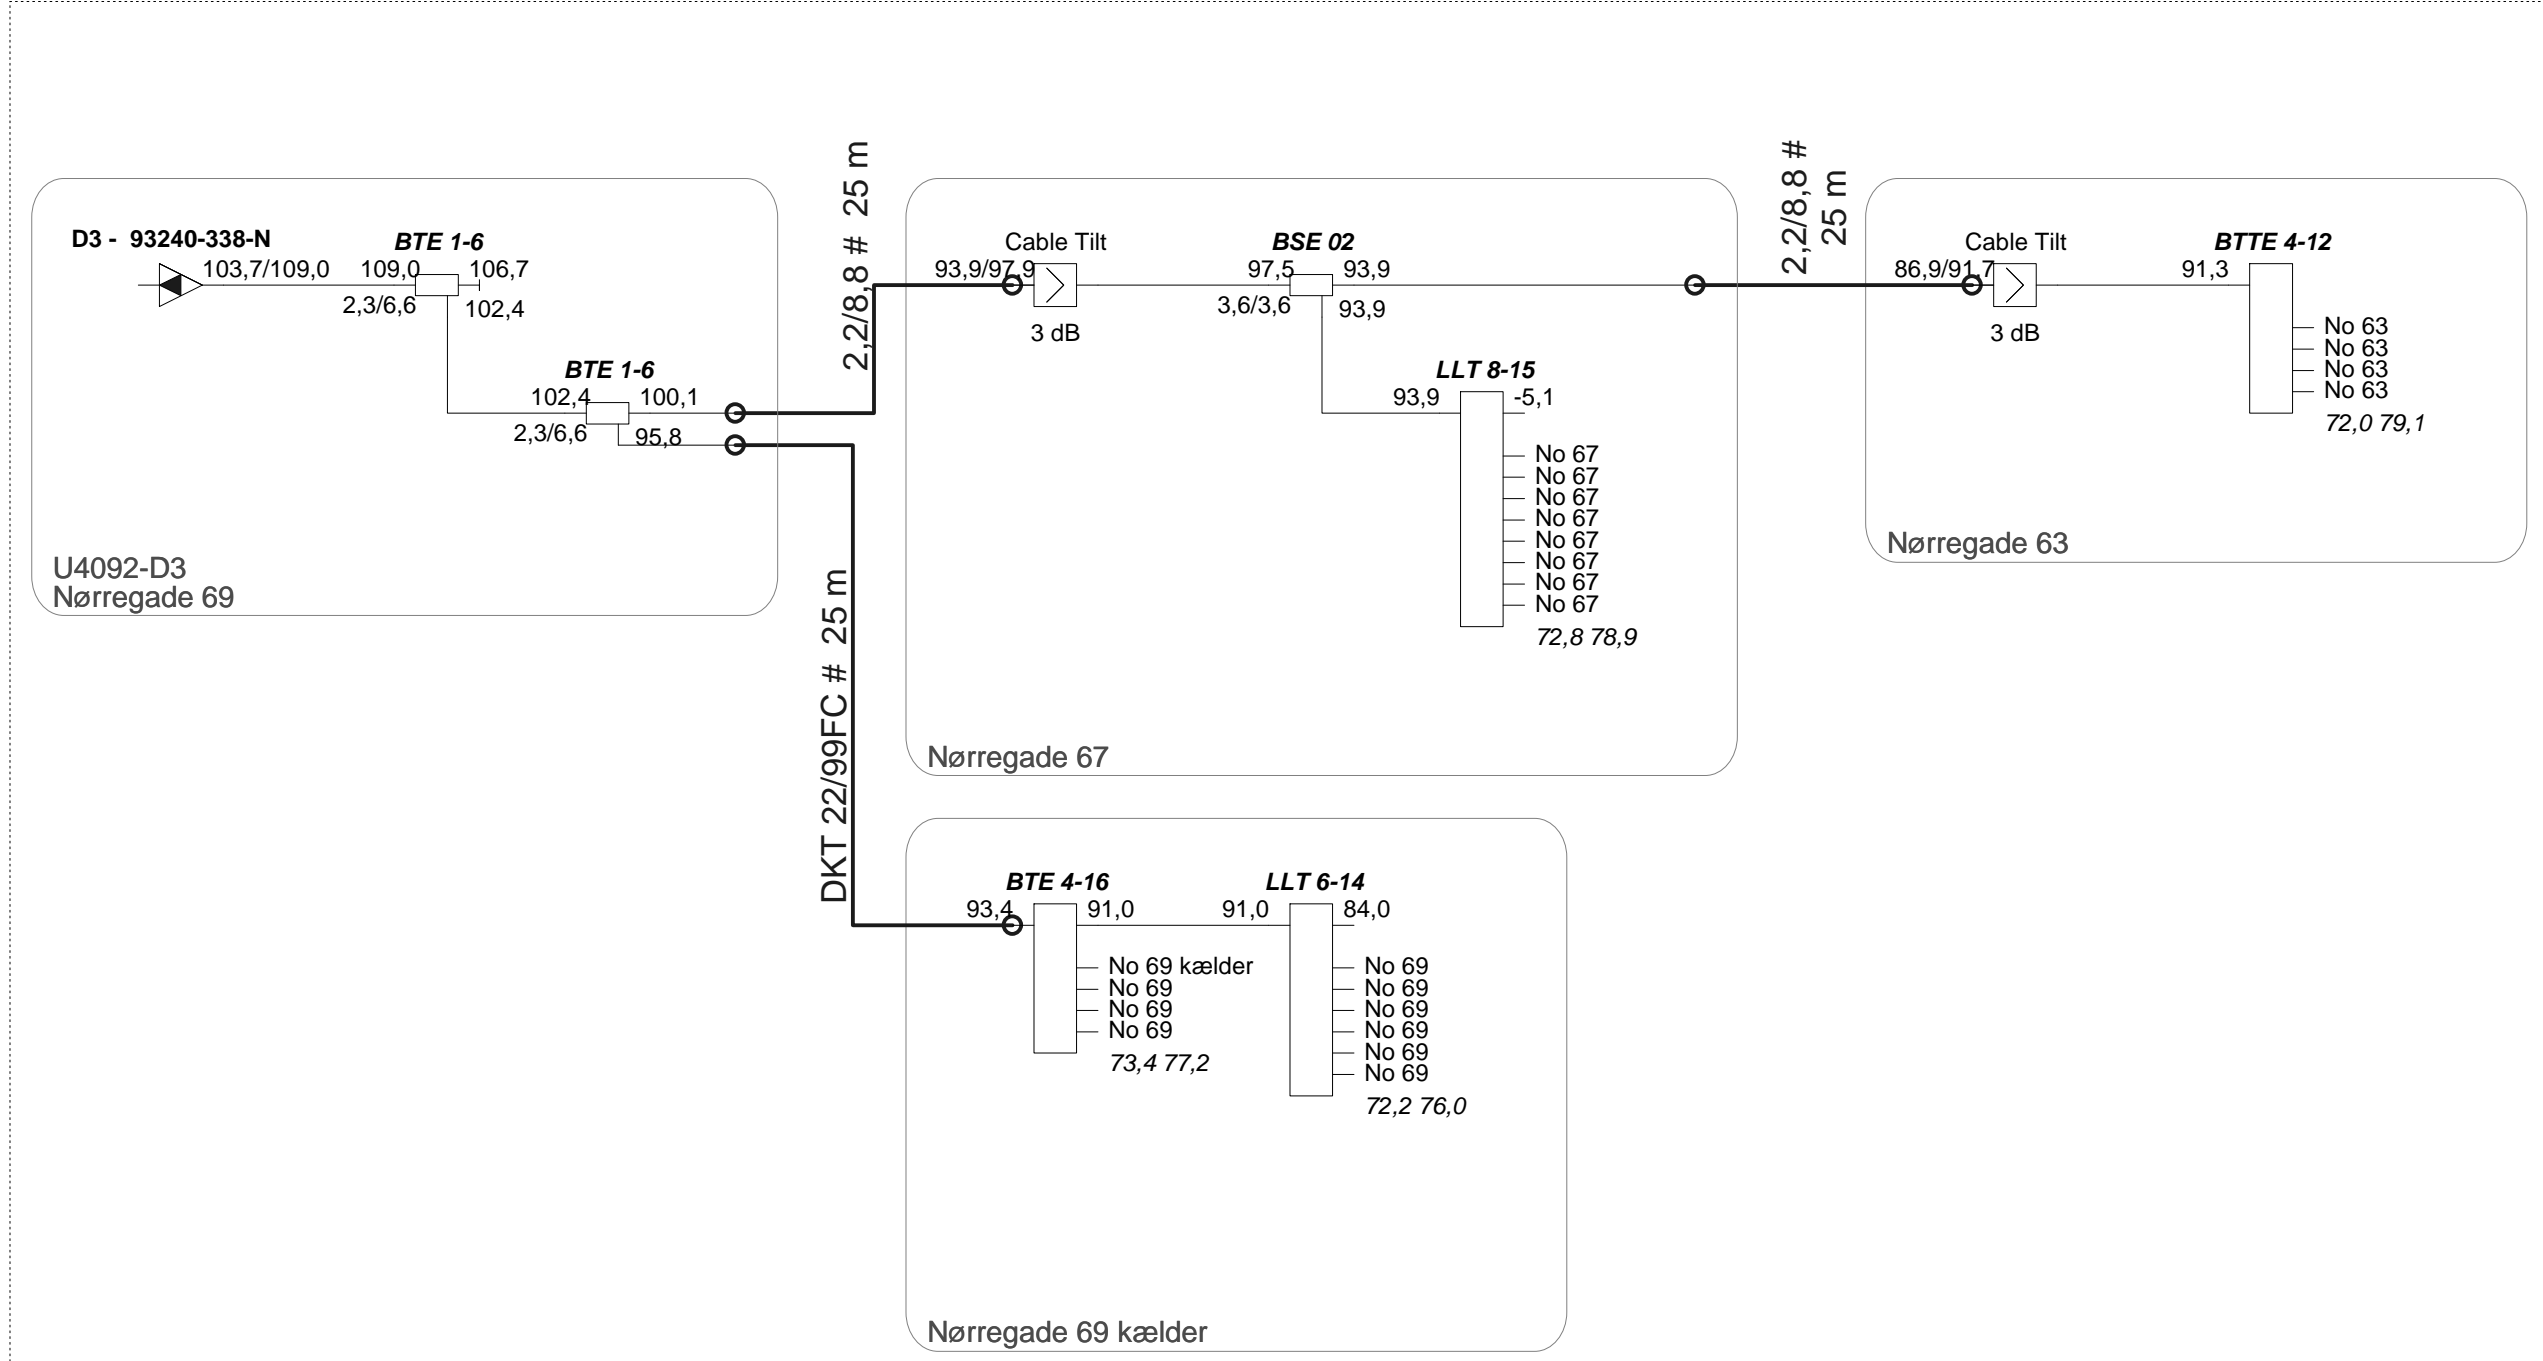 D3 - 93240-338-N
103,7/109,0
BTE 1-6
109,0
106,7
2,3/6,6
102,4
BTE 1-6
102,4
100,1
2,3/6,6
95,8
U4092-D3
Nørregade 69
2,2/8,8 # 25 m
DKT 22/99FC # 25 m
Cable Tilt
93,9/97,9
3 dB
BSE 02
97,5
93,9
3,6/3,6
93,9
LLT 8-15
93,9
-5,1
No 67
No 67
No 67
No 67
No 67
No 67
No 67
No 67
72,8 78,9
Nørregade 67
2,2/8,8 #
25 m
Cable Tilt
86,9/91,7
3 dB
BTTE 4-12
91,3
No 63
No 63
No 63
No 63
72,0 79,1
Nørregade 63
BTE 4-16
93,4
91,0
No 69 kælder
No 69
No 69
No 69
73,4 77,2
LLT 6-14
91,0
84,0
No 69
No 69
No 69
No 69
No 69
No 69
72,2 76,0
Nørregade 69 kælder